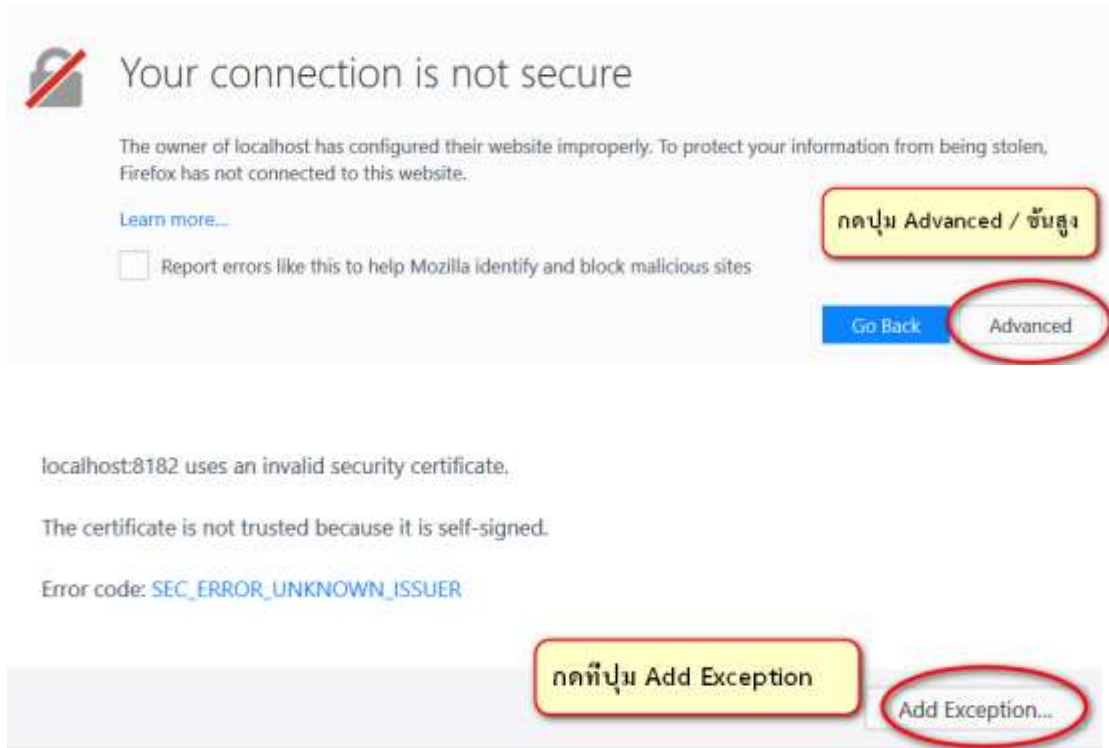 Your connection is not secure
The owner of localhost has configured their website improperly. To protect your information from being stolen,
Firefox has not connected to this website.
Learn more...
กดปุ่ม Advanced / ขั้นสูง
Report errors like this to help Mozilla identify and block malicious sites
Go Back
Advanced
localhost:8182 uses an invalid security certificate.
The certificate is not trusted because it is self-signed.
Error code: SEC_ERROR_UNKNOWN_ISSUER
กดที่ปุ่ม Add Exception
Add Exception...